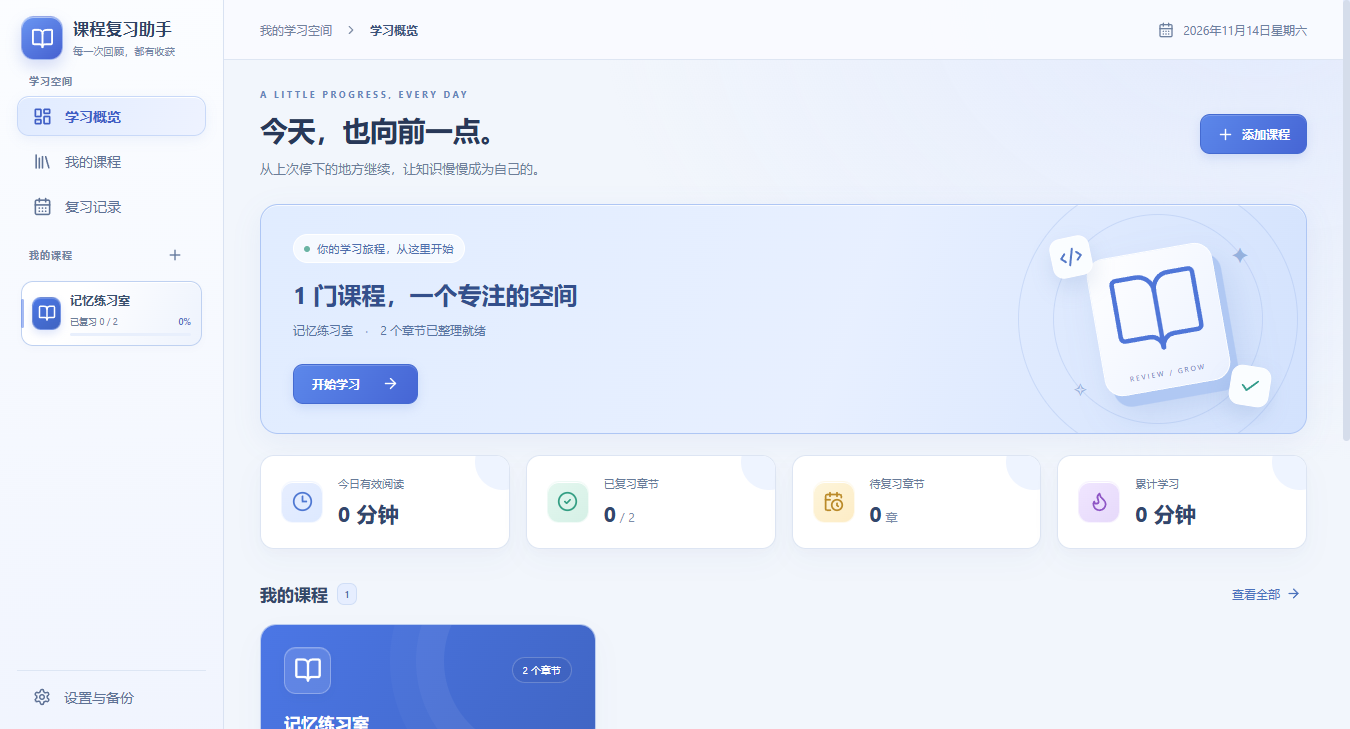 课程复习助手
每一次回顾，都有收获
学习空间
学习概览
我的课程
复习记录
我的课程
记忆练习室
已复习 0 / 2
0%
设置与备份
我的学习空间
学习概览
2026年11月14日星期六
A LITTLE PROGRESS, EVERY DAY
今天，也向前一点。
从上次停下的地方继续，让知识慢慢成为自己的。
添加课程
你的学习旅程，从这里开始
1 门课程，一个专注的空间
记忆练习室 · 2 个章节已整理就绪
开始学习
REVIEW / GROW
今日有效阅读
0 分钟
已复习章节
0 / 2
待复习章节
0 章
累计学习
0 分钟
我的课程 1
查看全部
2 个章节
记忆练习室